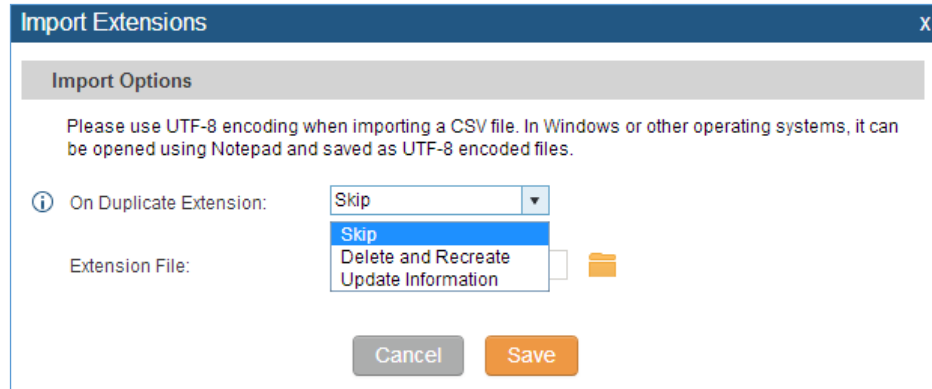 Import Extensions x
Import Options
Please use UTF-8 encoding when importing a CSV file. In Windows or other operating systems, it can
be opened using Notepad and saved as UTF-8 encoded files.
On Duplicate Extension: Skip
Skip
Delete and Recreate
Extension File:
Update Information
Cancel Save